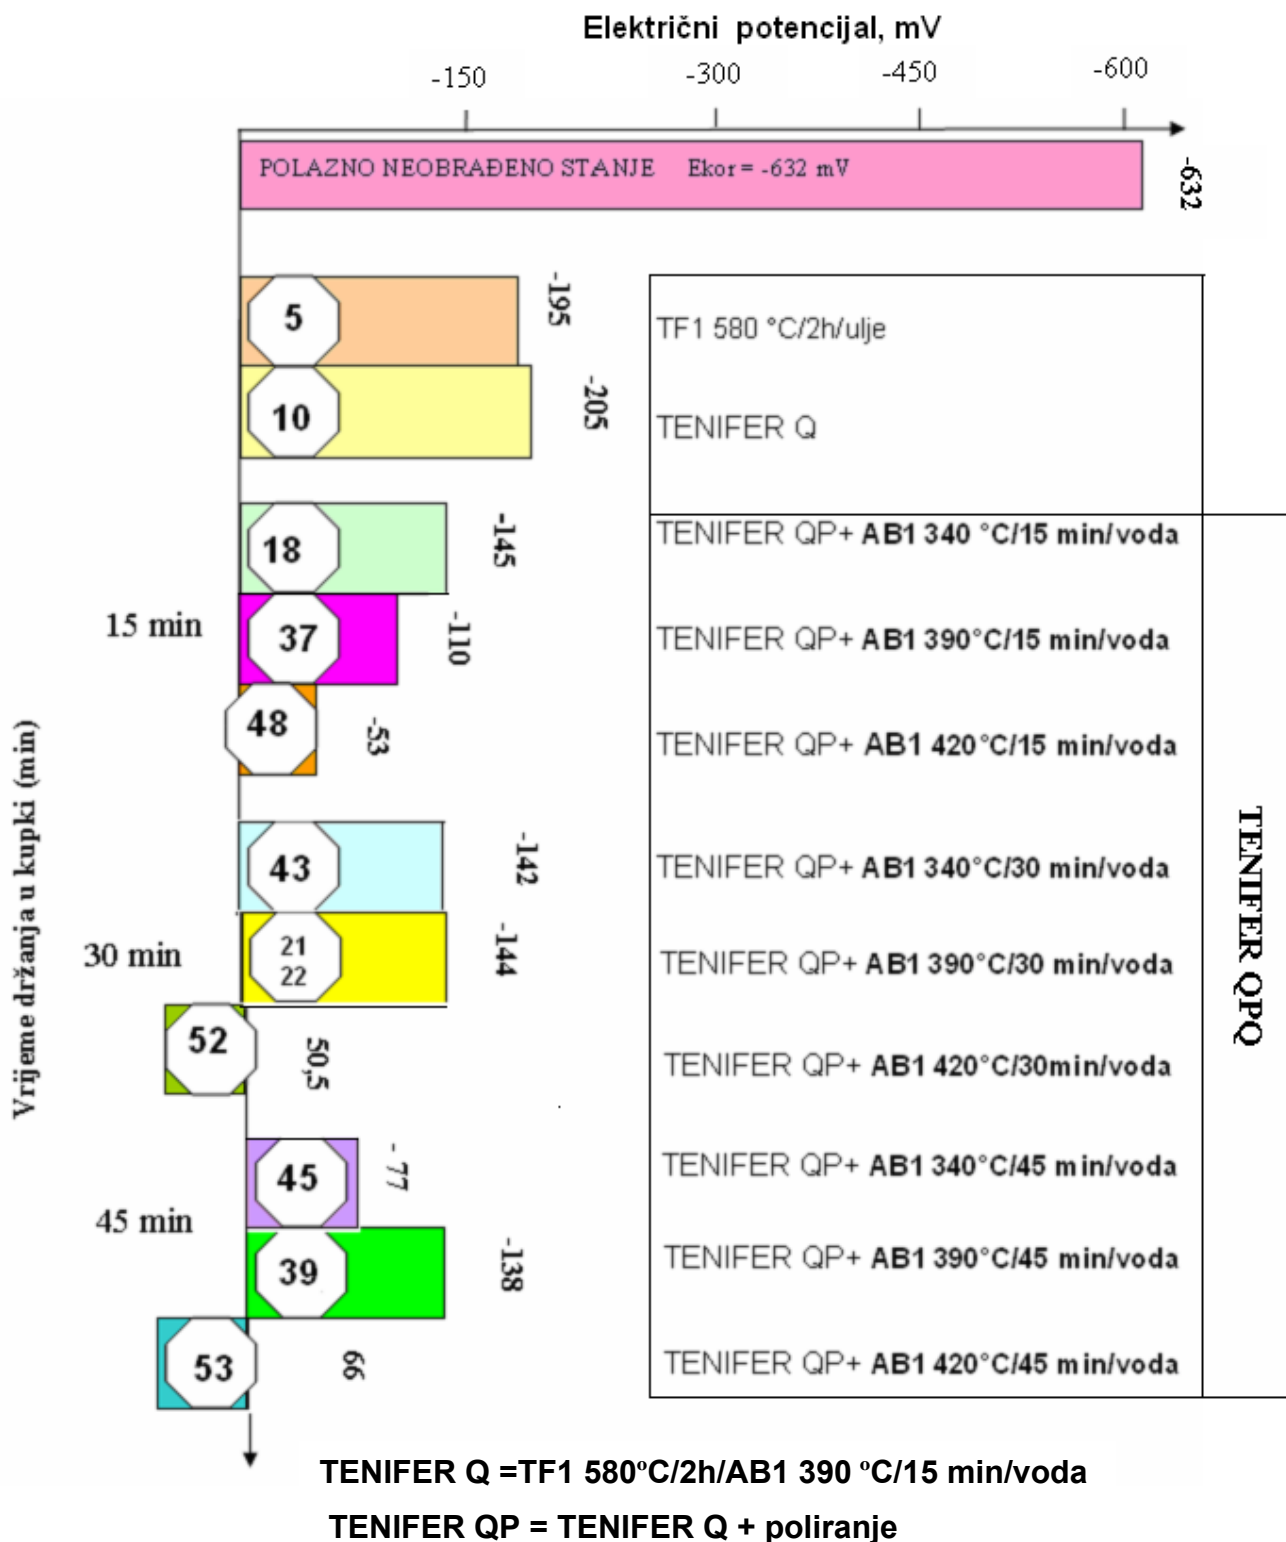 Električni potencijal, mV
-150 -300 -450 -600
POLAZNO NEOBRAĐENO STANJE Ekor = -632 mV
-632
5
-195
TF1 580 °C/2h/ulje
10
-205
TENIFER Q
18
-145
TENIFER QP+ AB1 340 °C/15 min/voda
15 min
37
-110
TENIFER QP+ AB1 390°C/15 min/voda
48
-53
TENIFER QP+ AB1 420°C/15 min/voda
Vrijeme držanja u kupki (min)
TENIFER QPQ
43
-142
TENIFER QP+ AB1 340°C/30 min/voda
30 min
21
22
-144
TENIFER QP+ AB1 390°C/30 min/voda
52
50,5
TENIFER QP+ AB1 420°C/30min/voda
45
- 77
TENIFER QP+ AB1 340°C/45 min/voda
45 min
39
-138
TENIFER QP+ AB1 390°C/45 min/voda
53
66
TENIFER QP+ AB1 420°C/45 min/voda
TENIFER Q =TF1 580ºC/2h/AB1 390 ºC/15 min/voda
TENIFER QP = TENIFER Q + poliranje